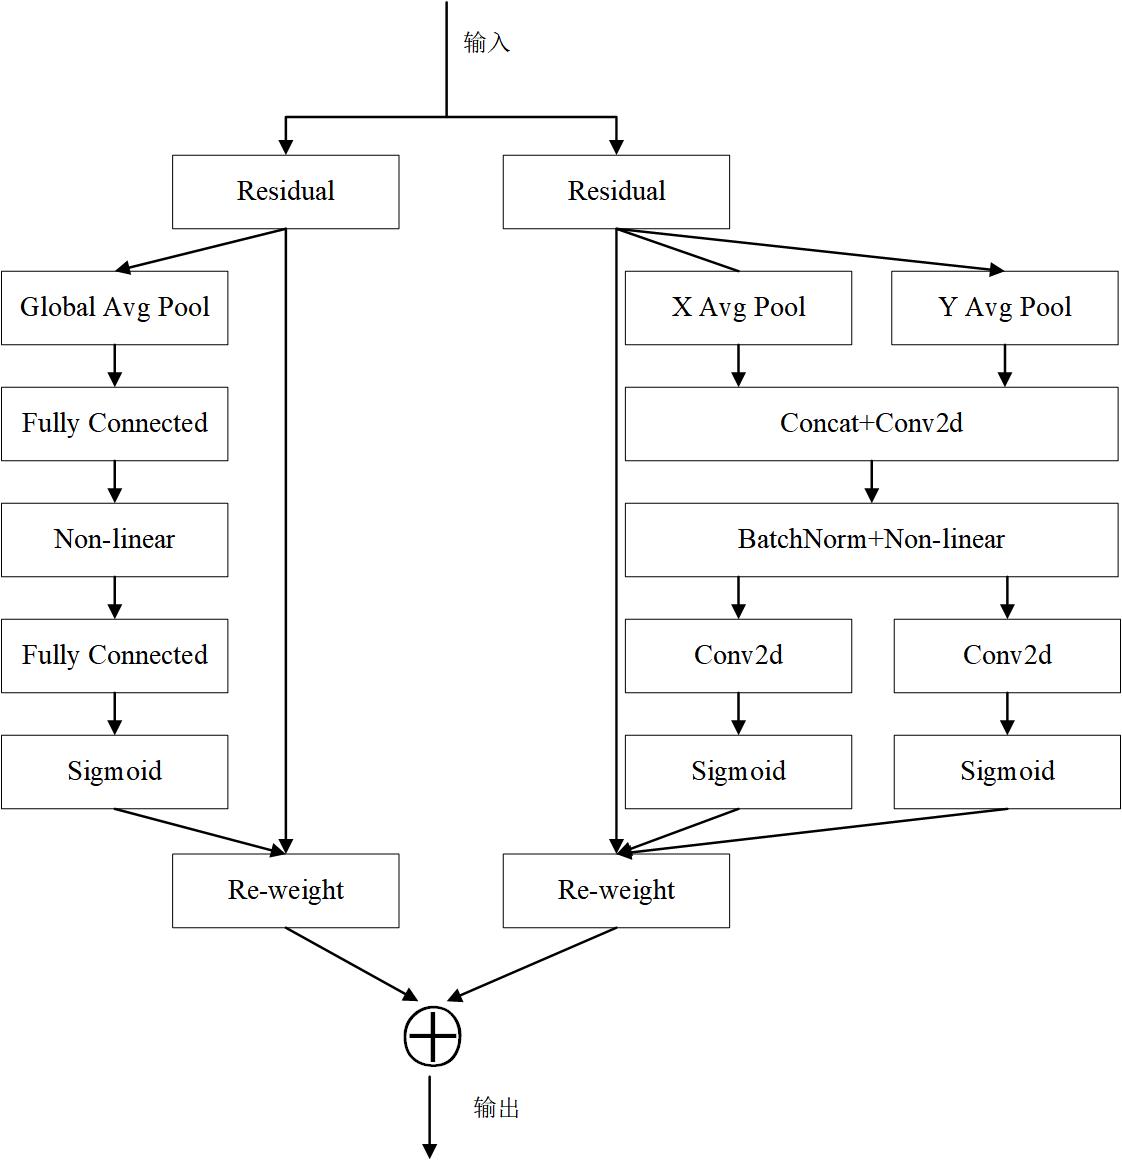 输入
Residual
Residual
Global Avg Pool
X Avg Pool
Y Avg Pool
Fully Connected
Concat+Conv2d
Non-linear
BatchNorm+Non-linear
Fully Connected
Conv2d
Conv2d
Sigmoid
Sigmoid
Sigmoid
Re-weight
Re-weight
输出